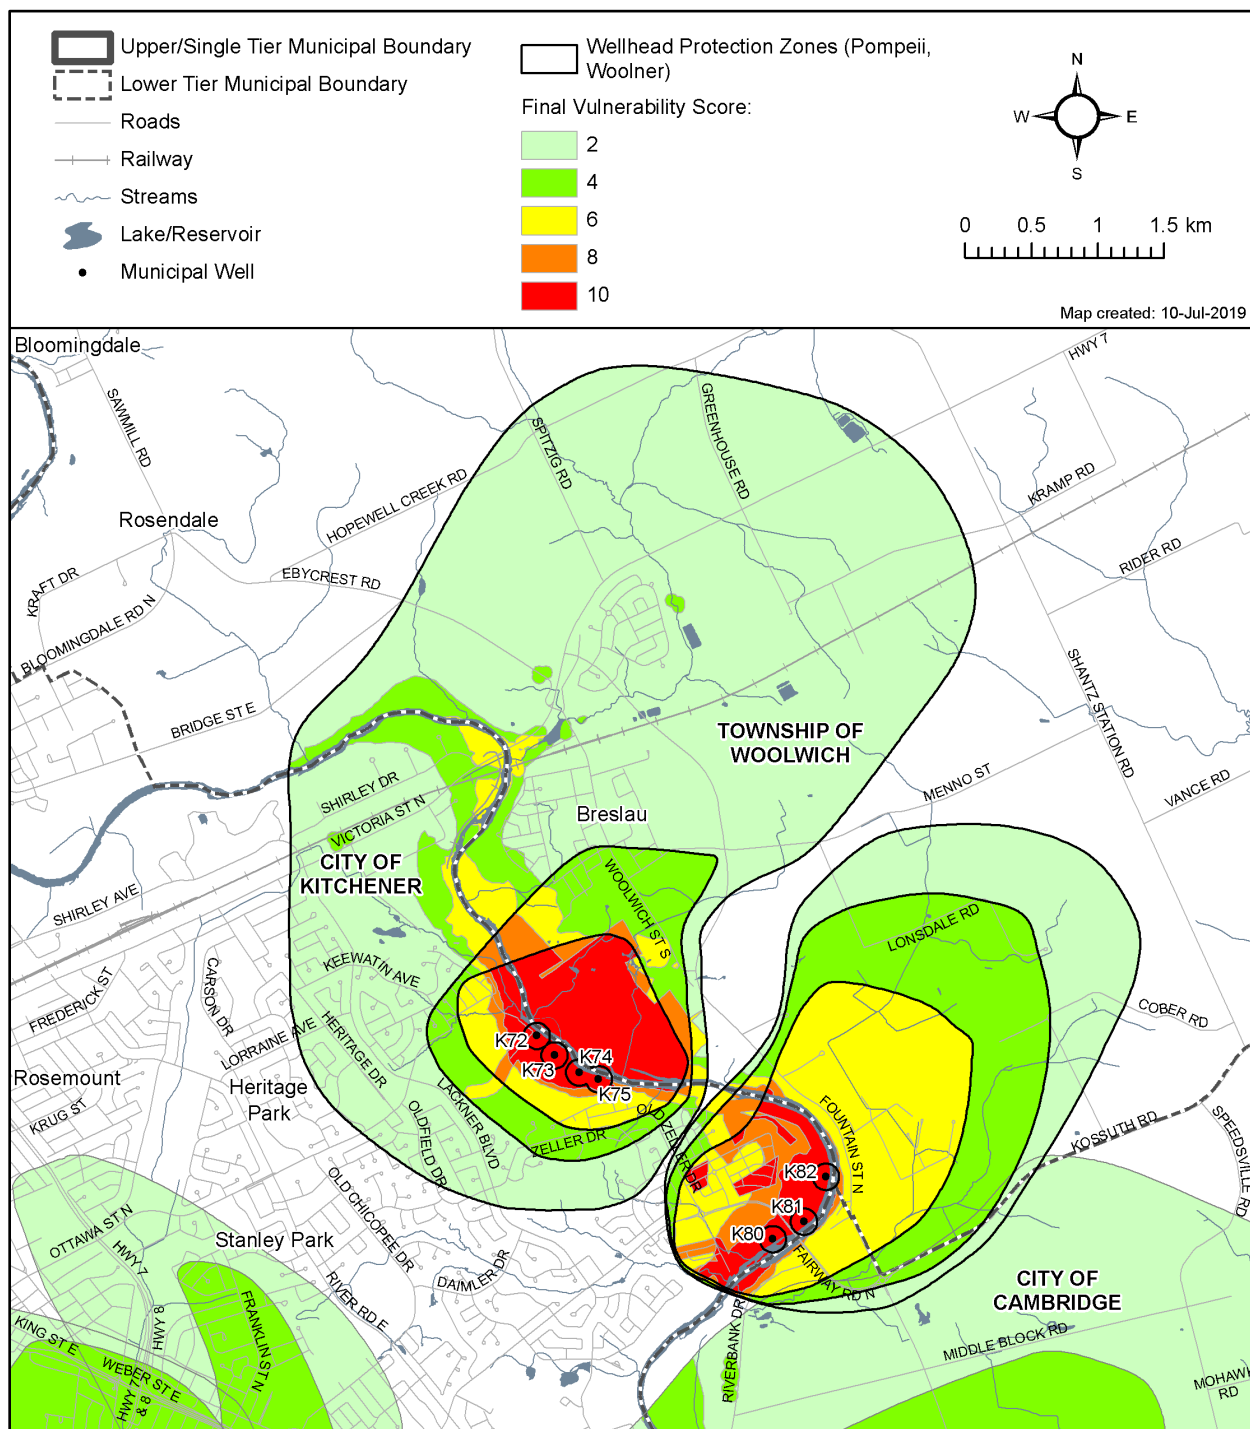 Upper/Single Tier Municipal Boundary
Lower Tier Municipal Boundary
Roads
Railway
Streams
Lake/Reservoir
Municipal Well
Wellhead Protection Zones (Pompeii,
Woolner)
Final Vulnerability Score:
2
4
6
8
10
N
W
E
S
0 0.5 1 1.5 km
Map created: 10-Jul-2019
Bloomingdale
HWY 7
SAWMILL RD
SPITZIG RD
GREENHOUSE RD
KRAMP RD
HOPEWELL CREEK RD
Rosendale
RIDER RD
EBYCREST RD
KRAFT DR
BLOOMINGDALE RD N
SHANTZ STATION RD
BRIDGE ST E
TOWNSHIP OF
WOOLWICH
MENNO ST
SHIRLEY DR
VANCE RD
VICTORIA ST N
Breslau
CITY OF
KITCHENER
SHIRLEY AVE
WOOLWICH ST S
LONSDALE RD
KEEWATIN AVE
FREDERICK ST
CARSON DR
COBER RD
LORRAINE AVE
HERITAGE DR
K72
K73
K74
K75
Rosemount
Heritage
Park
KRUG ST
LACKNER BLVD
OLDFIELD DR
ZELLER DR
OLD ZELLER DR
FOUNTAIN ST N
KOSSUTH RD
SPEEDSVILLE RD
K82
K81
K80
OLD CHICOPEE DR
OTTAWA ST N
HWY 7
Stanley Park
DAIMLER DR
RIVER RD E
FAIRWAY RD N
CITY OF
CAMBRIDGE
RIVERBANK DR
MIDDLE BLOCK RD
KING ST E
HWY 8
FRANKLIN ST N
WEBER ST E
HWY 7
& 8
MOHAWK
RD